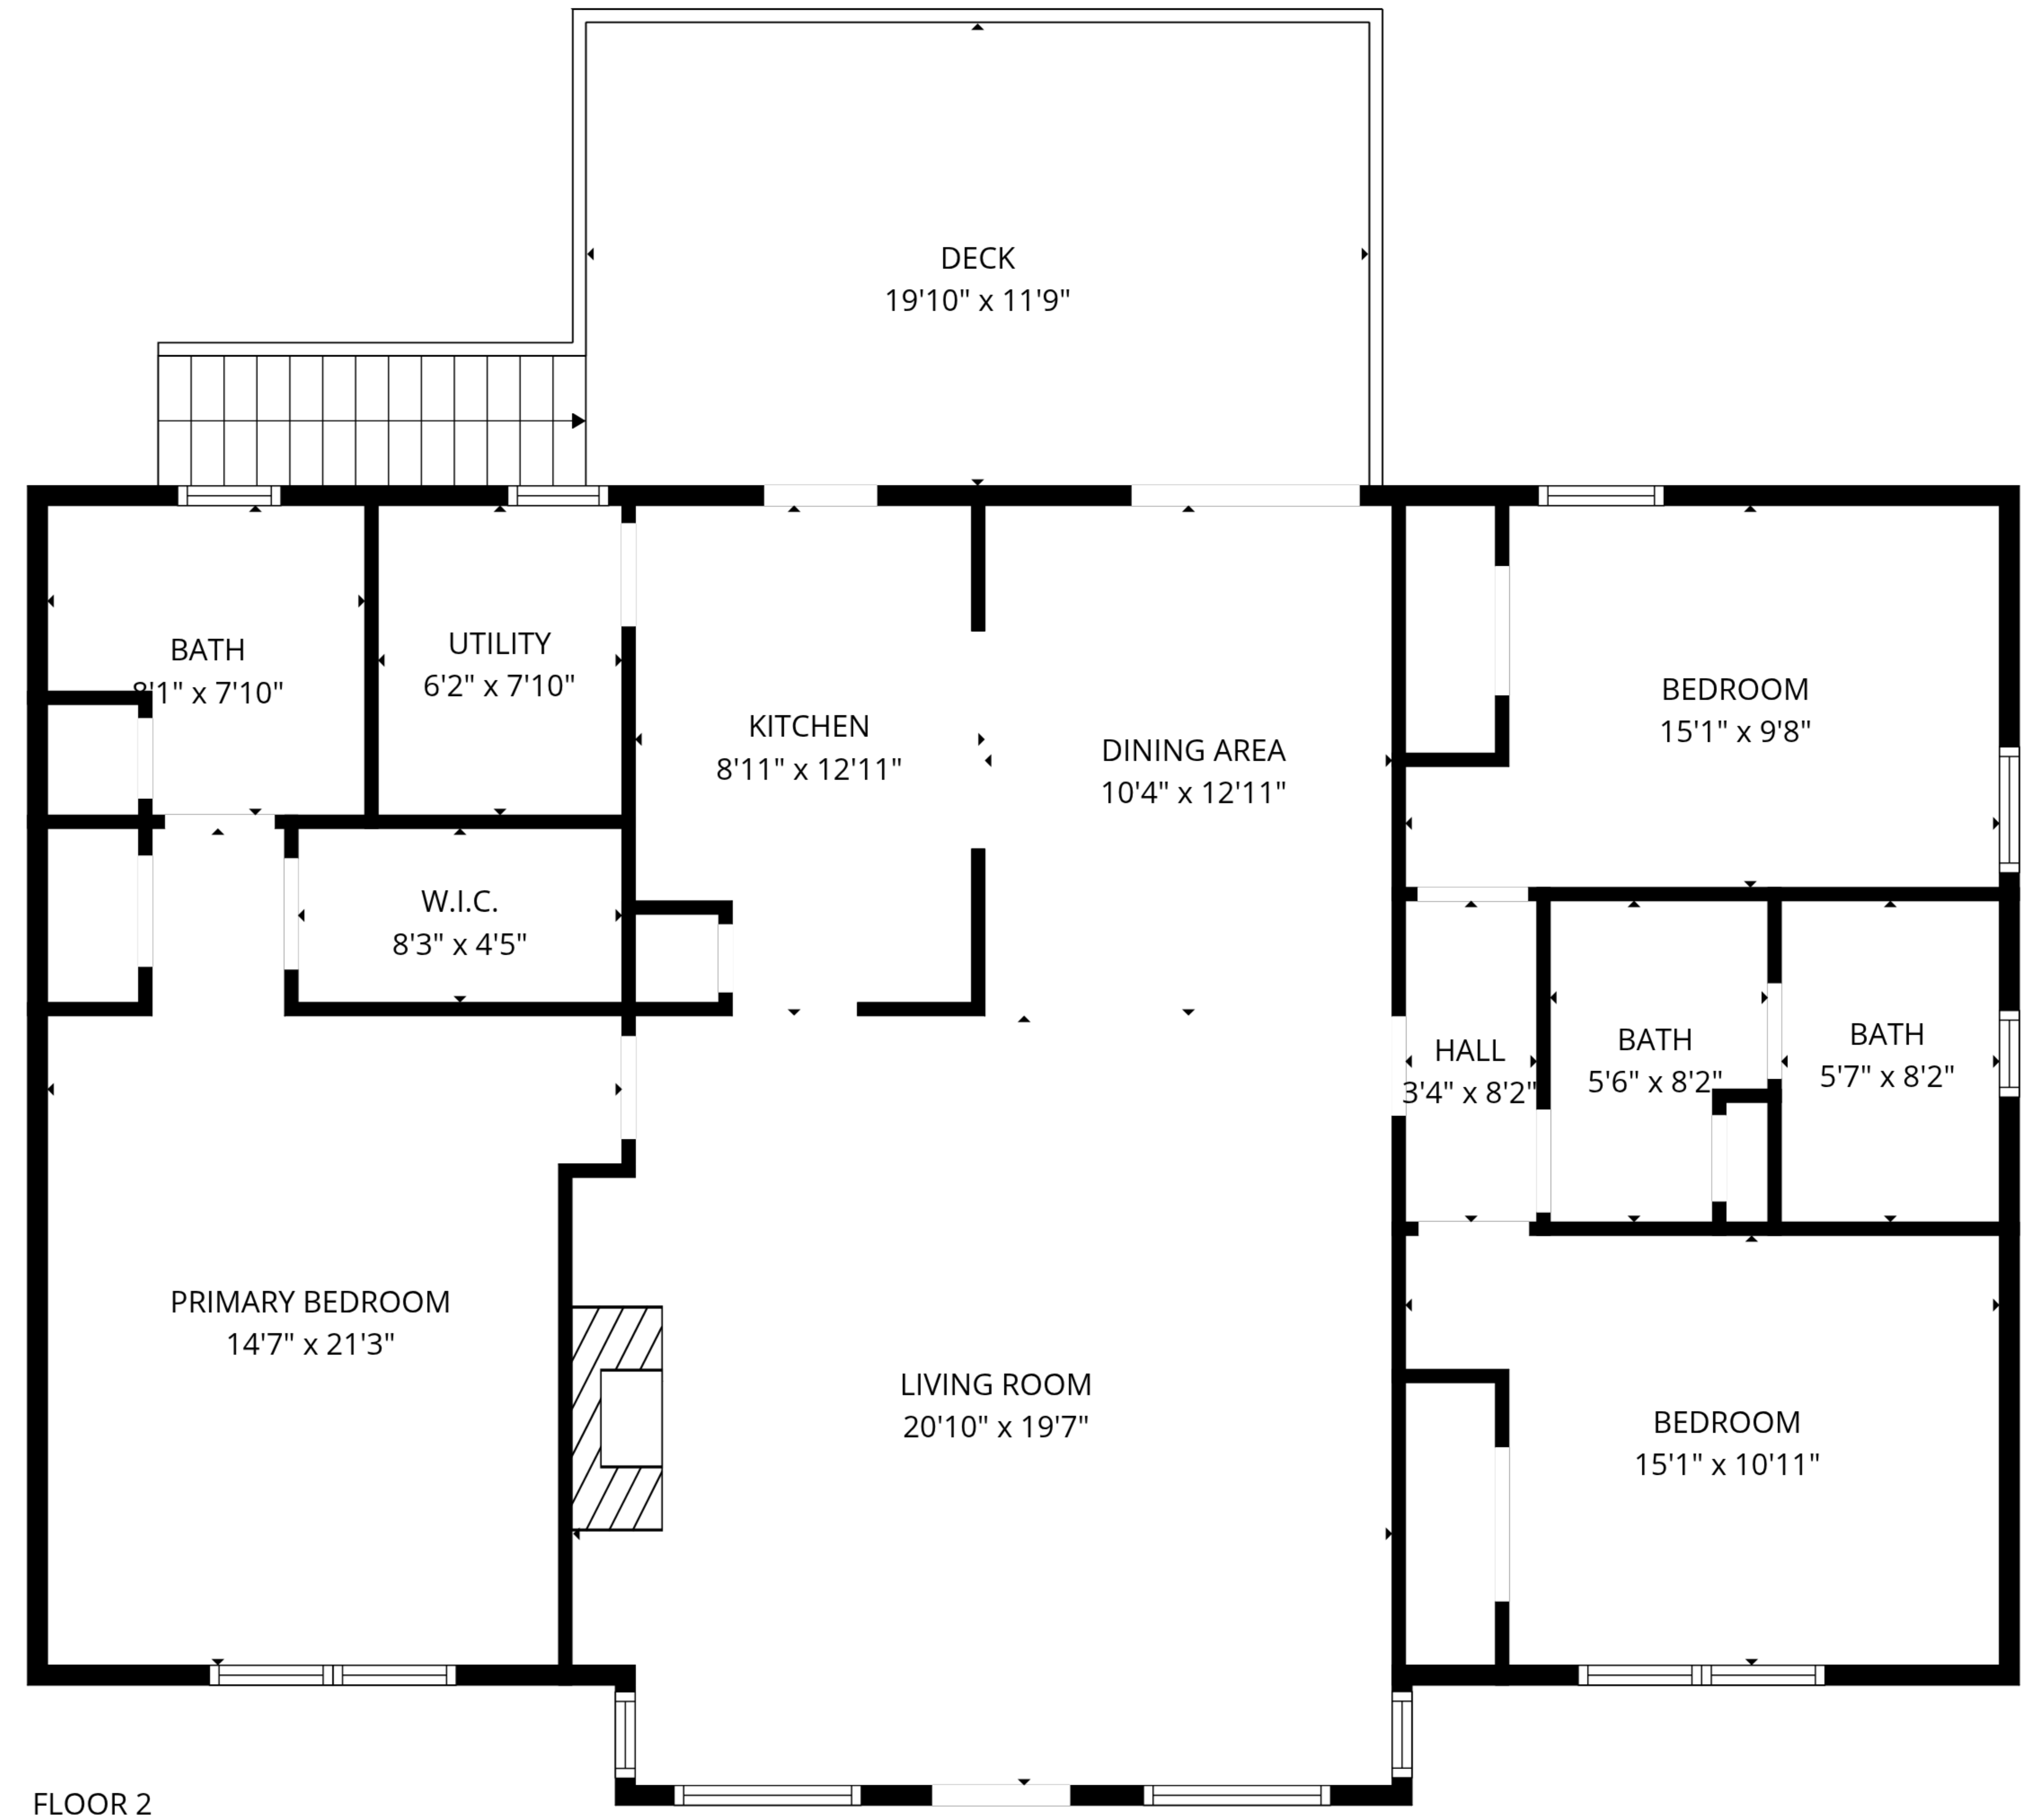 DECK
19'10" x 11'9"
BATH
8'1" x 7'10"
UTILITY
6'2" x 7'10"
KITCHEN
8'11" x 12'11"
DINING AREA
10'4" x 12'11"
BEDROOM
15'1" x 9'8"
W.I.C.
8'3" x 4'5"
HALL
3'4" x 8'2"
BATH
5'6" x 8'2"
BATH
5'7" x 8'2"
PRIMARY BEDROOM
14'7" x 21'3"
LIVING ROOM
20'10" x 19'7"
BEDROOM
15'1" x 10'11"
FLOOR 2